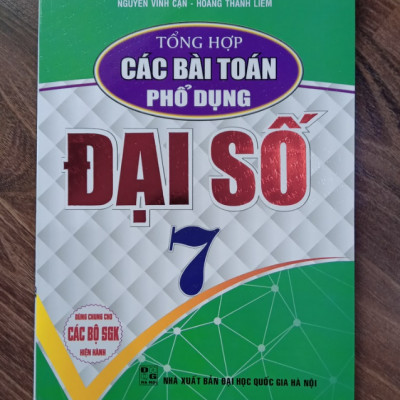 NGUYỄN VĨNH CẬN - HOÀNG THANH LIÊM
TỔNG HỢP
CÁC BÀI TOÁN
PHỔ DỤNG
ĐẠI SỐ
7
DÙNG CHUNG CHO
CÁC BỘ SGK
HIỆN HÀNH
NHÀ XUẤT BẢN ĐẠI HỌC QUỐC GIA HÀ NỘI